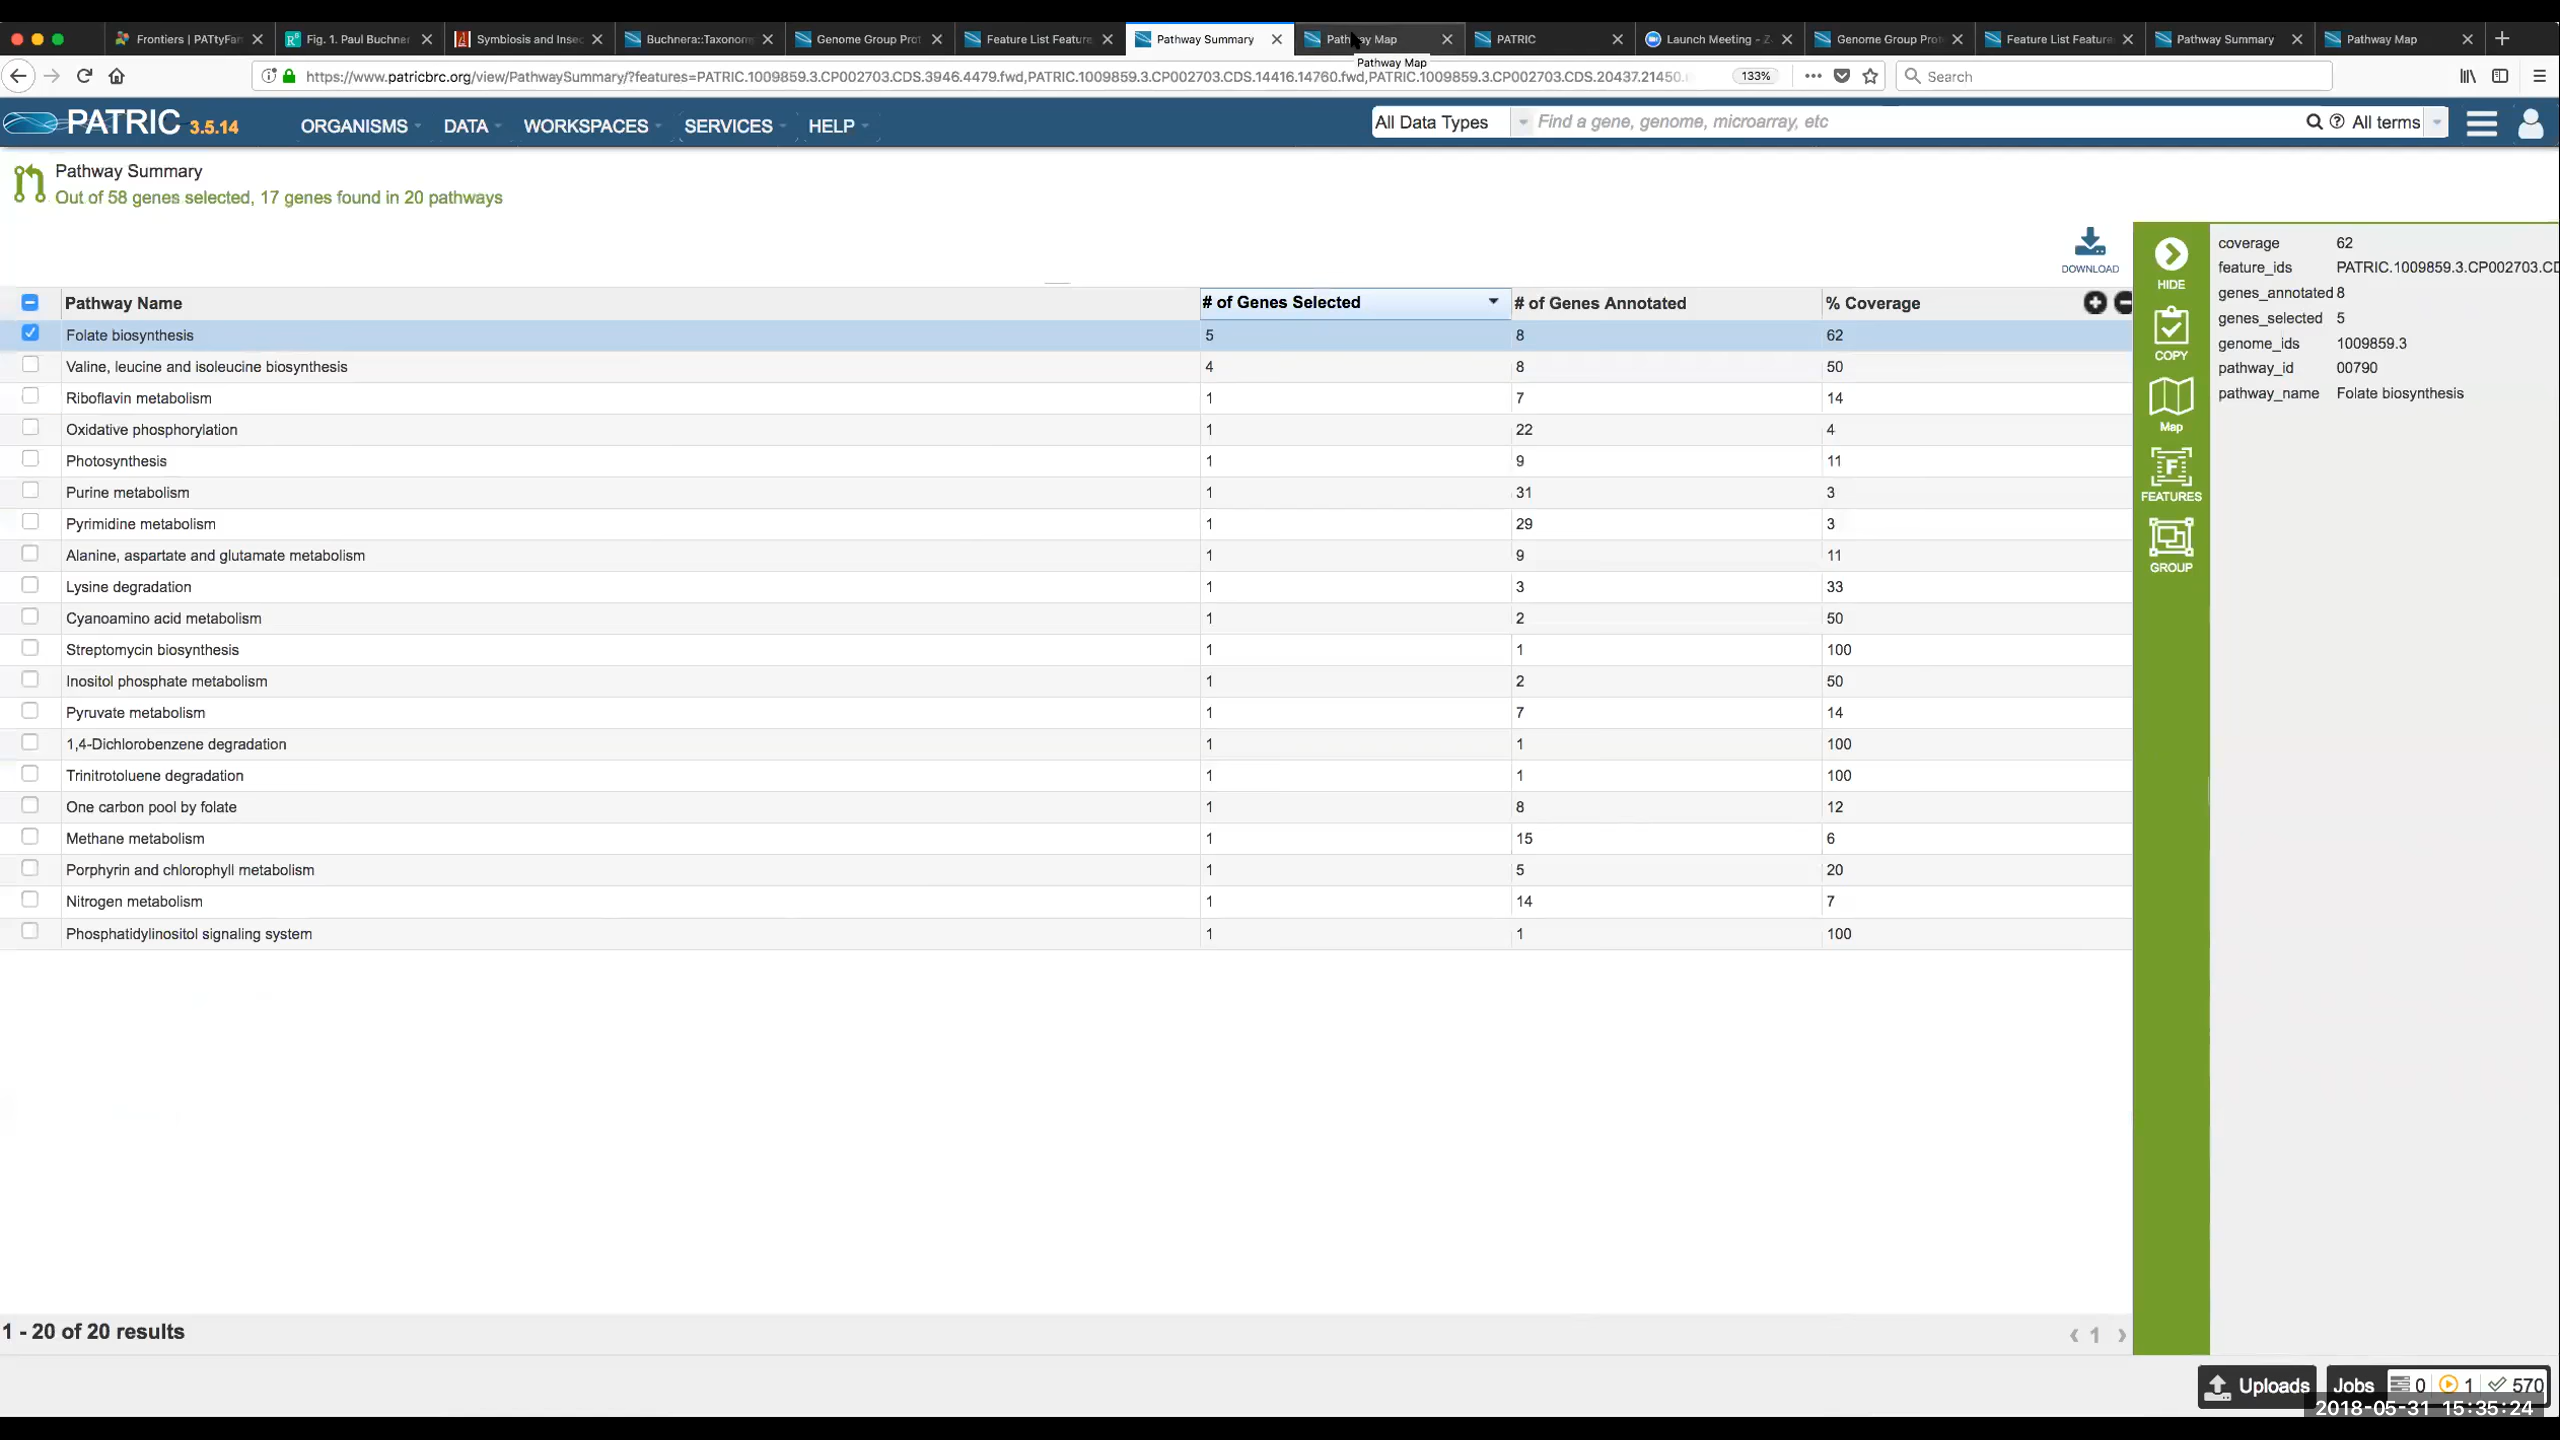 Frontiers | PATtyFam
Fig. 1. Paul Buchner
Symbiosis and Insec
Buchnera::Taxonom
Genome Group Prot
Feature List Feature
Pathway Summary
Pathway Map
PATRIC
Launch Meeting - Z
Genome Group Prot
Feature List Feature
Pathway Summary
Pathway Map
Pathway Map
https://www.patricbrc.org/view/PathwaySummary/?features=PATRIC.1009859.3.CP002703.CDS.3946.4479.fwd,PATRIC.1009859.3.CP002703.CDS.14416.14760.fwd,PATRIC.1009859.3.CP002703.CDS.20437.21450.
133%
Search
PATRIC 3.5.14
ORGANISMS DATA WORKSPACES SERVICES HELP
All Data Types Find a gene, genome, microarray, etc All terms
Pathway Summary
Out of 58 genes selected, 17 genes found in 20 pathways
DOWNLOAD
Pathway Name # of Genes Selected # of Genes Annotated % Coverage
Folate biosynthesis 5 8 62
Valine, leucine and isoleucine biosynthesis 4 8 50
Riboflavin metabolism 1 7 14
Oxidative phosphorylation 1 22 4
Photosynthesis 1 9 11
Purine metabolism 1 31 3
Pyrimidine metabolism 1 29 3
Alanine, aspartate and glutamate metabolism 1 9 11
Lysine degradation 1 3 33
Cyanoamino acid metabolism 1 2 50
Streptomycin biosynthesis 1 1 100
Inositol phosphate metabolism 1 2 50
Pyruvate metabolism 1 7 14
1,4-Dichlorobenzene degradation 1 1 100
Trinitrotoluene degradation 1 1 100
One carbon pool by folate 1 8 12
Methane metabolism 1 15 6
Porphyrin and chlorophyll metabolism 1 5 20
Nitrogen metabolism 1 14 7
Phosphatidylinositol signaling system 1 1 100
HIDE
COPY
Map
FEATURES
GROUP
coverage 62
feature_ids PATRIC.1009859.3.CP002703.CD
genes_annotated 8
genes_selected 5
genome_ids 1009859.3
pathway_id 00790
pathway_name Folate biosynthesis
1 - 20 of 20 results
1
Uploads Jobs 0 1 570
2018-05-31 15:35:24